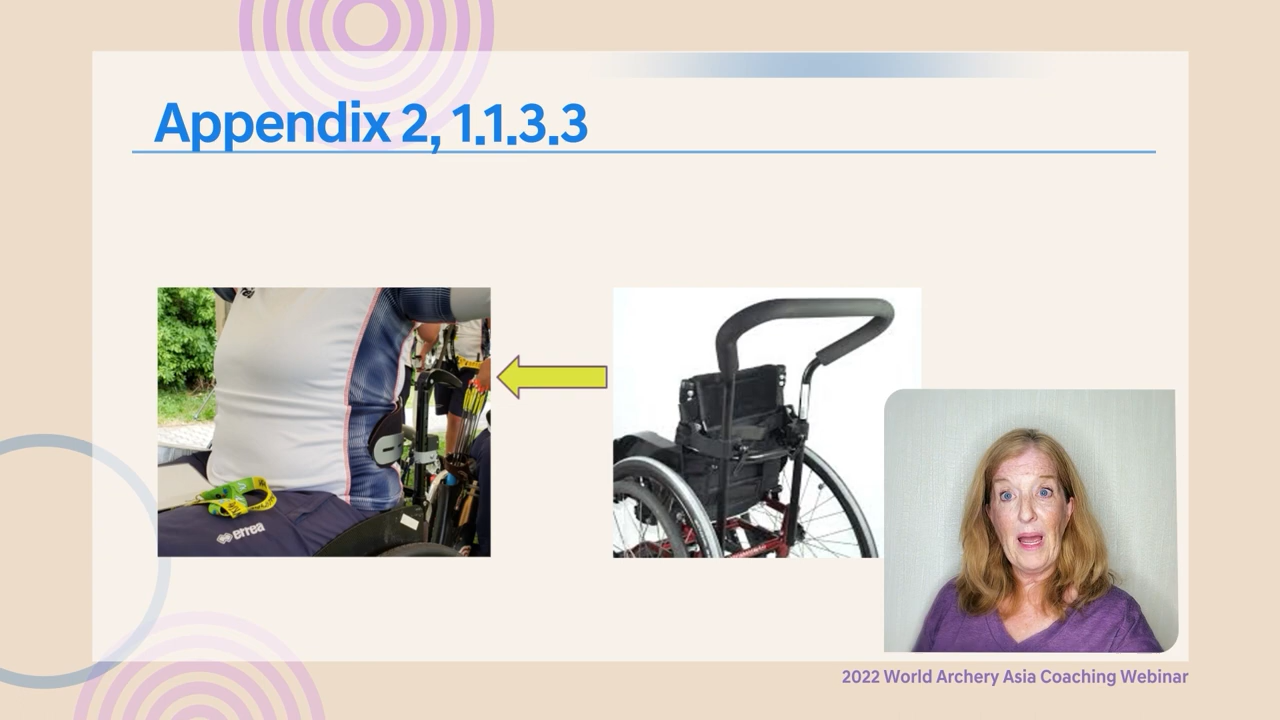 Appendix 2, 1.1.3.3
errea
2022 World Archery Asia Coaching Webinar